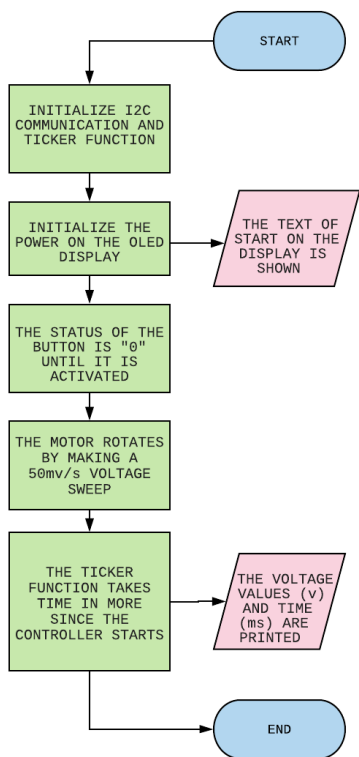 START
INITIALIZE I2C
COMMUNICATION AND
TICKER FUNCTION
INITIALIZE THE
POWER ON THE OLED
DISPLAY
THE TEXT OF
START ON THE
DISPLAY IS
SHOWN
THE STATUS OF THE
BUTTON IS "0"
UNTIL IT IS
ACTIVATED
THE MOTOR ROTATES
BY MAKING A
50mv/s VOLTAGE
SWEEP
THE TICKER
FUNCTION TAKES
TIME IN MORE
SINCE THE
CONTROLLER STARTS
THE VOLTAGE
VALUES (v)
AND TIME
(ms) ARE
PRINTED
END